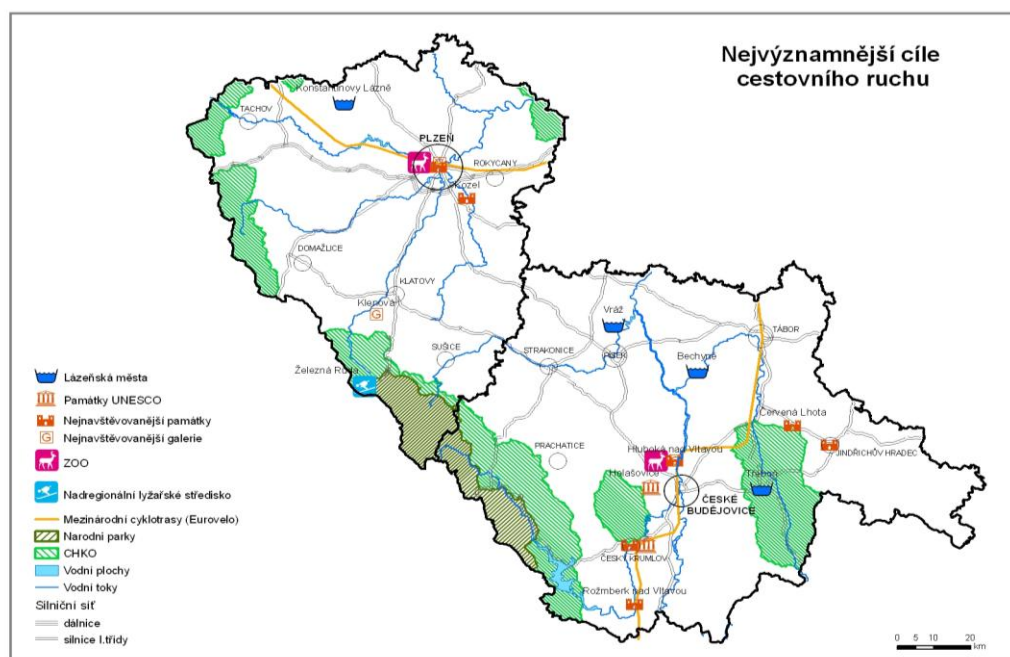 Nejvýznamnější cíle
cestovního ruchu
Konstantinovy Lázně
TACHOV
PLZEŇ
ROKYCANY
Kozel
DOMAŽLICE
KLATOVY
Klenová
SUŠICE
Železná Ruda
Vráž
TÁBOR
STRAKONICE
PÍSEK
Bechyně
Červená Lhota
PRACHATICE
Hluboká nad Vltavou
JINDŘICHŮV HRADEC
Holašovice
Třeboň
ČESKÉ
BUDĚJOVICE
ČESKÝ KRUMLOV
Rožmberk nad Vltavou
Lázeňská města
Památky UNESCO
Nejnavštěvovanější památky
G Nejnavštěvovanější galerie
ZOO
Nadregionální lyžařské středisko
Mezinárodní cyklotrasy (Eurovelo)
Narodní parky
CHKO
Vodní plochy
Vodní toky
Silniční síť
dálnice
silnice I.třídy
0 5 10 20
km